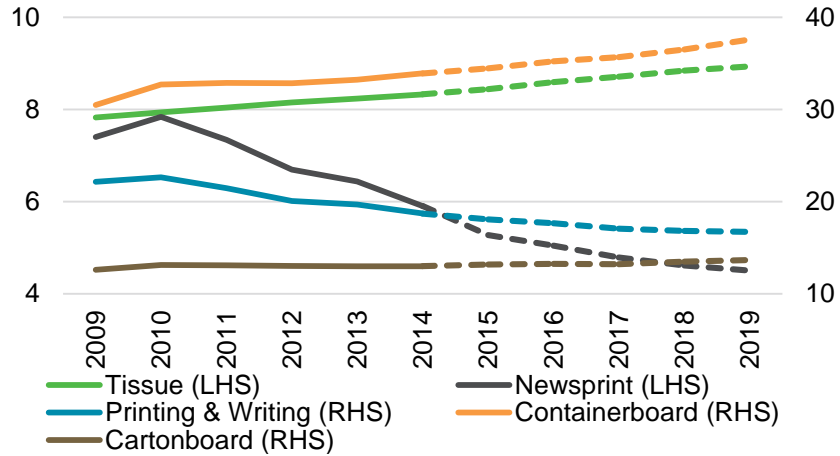 10 40
8 30
6 20
4 10
2009 2010 2011 2012 2013 2014 2015 2016 2017 2018 2019
Tissue (LHS) Newsprint (LHS)
Printing & Writing (RHS) Containerboard (RHS)
Cartonboard (RHS)